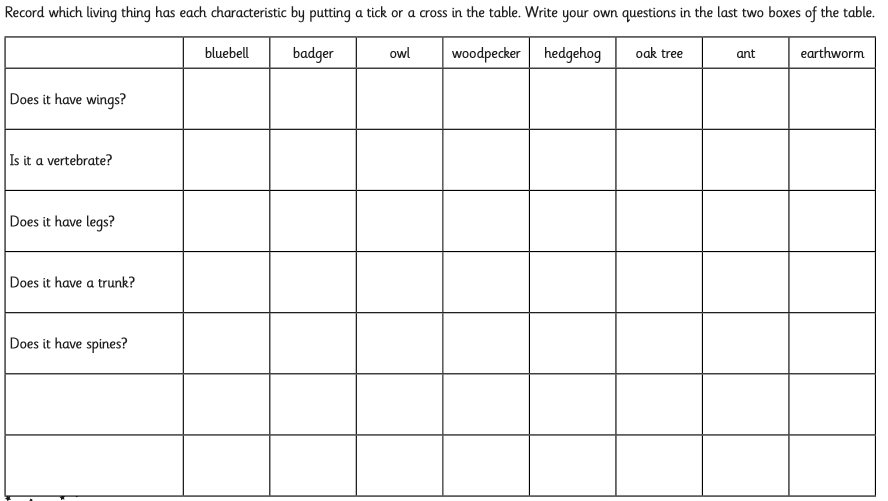 Record which living thing has each characteristic by putting a tick or a cross in the table. Write your own questions in the last two boxes of the table.
bluebell badger owl woodpecker hedgehog oak tree ant earthworm
Does it have wings?
Is it a vertebrate?
Does it have legs?
Does it have a trunk?
Does it have spines?